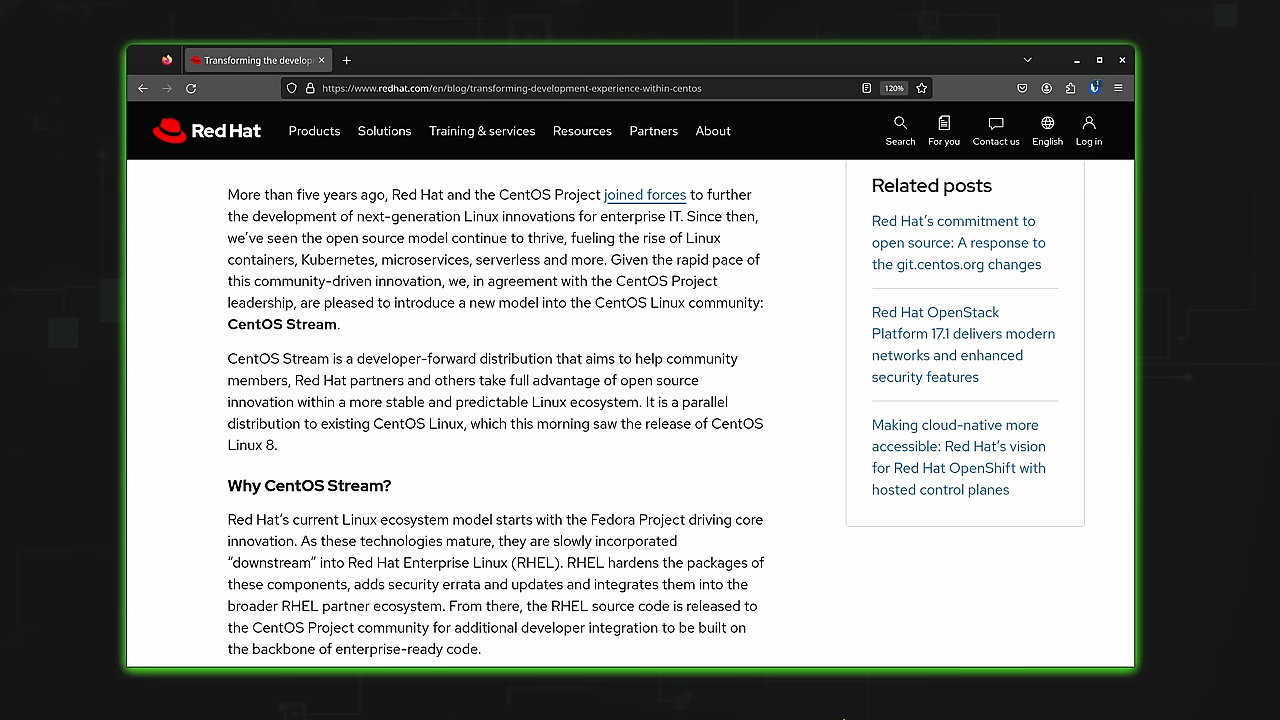 Transforming the develop
https://www.redhat.com/en/blog/transforming-development-experience-within-centos
120%
Red Hat
Products
Solutions
Training & services
Resources
Partners
About
Search
For you
Contact us
English
Log in
More than five years ago, Red Hat and the CentOS Project joined forces to further
the development of next-generation Linux innovations for enterprise IT. Since then,
we've seen the open source model continue to thrive, fueling the rise of Linux
containers, Kubernetes, microservices, serverless and more. Given the rapid pace of
this community-driven innovation, we, in agreement with the CentOS Project
leadership, are pleased to introduce a new model into the CentOS Linux community:
CentOS Stream.
CentOS Stream is a developer-forward distribution that aims to help community
members, Red Hat partners and others take full advantage of open source
innovation within a more stable and predictable Linux ecosystem. It is a parallel
distribution to existing CentOS Linux, which this morning saw the release of CentOS
Linux 8.
Why CentOS Stream?
Red Hat's current Linux ecosystem model starts with the Fedora Project driving core
innovation. As these technologies mature, they are slowly incorporated
"downstream" into Red Hat Enterprise Linux (RHEL). RHEL hardens the packages of
these components, adds security errata and updates and integrates them into the
broader RHEL partner ecosystem. From there, the RHEL source code is released to
the CentOS Project community for additional developer integration to be built on
the backbone of enterprise-ready code.
Related posts
Red Hat's commitment to
open source: A response to
the git.centos.org changes
Red Hat OpenStack
Platform 17.1 delivers modern
networks and enhanced
security features
Making cloud-native more
accessible: Red Hat's vision
for Red Hat OpenShift with
hosted control planes